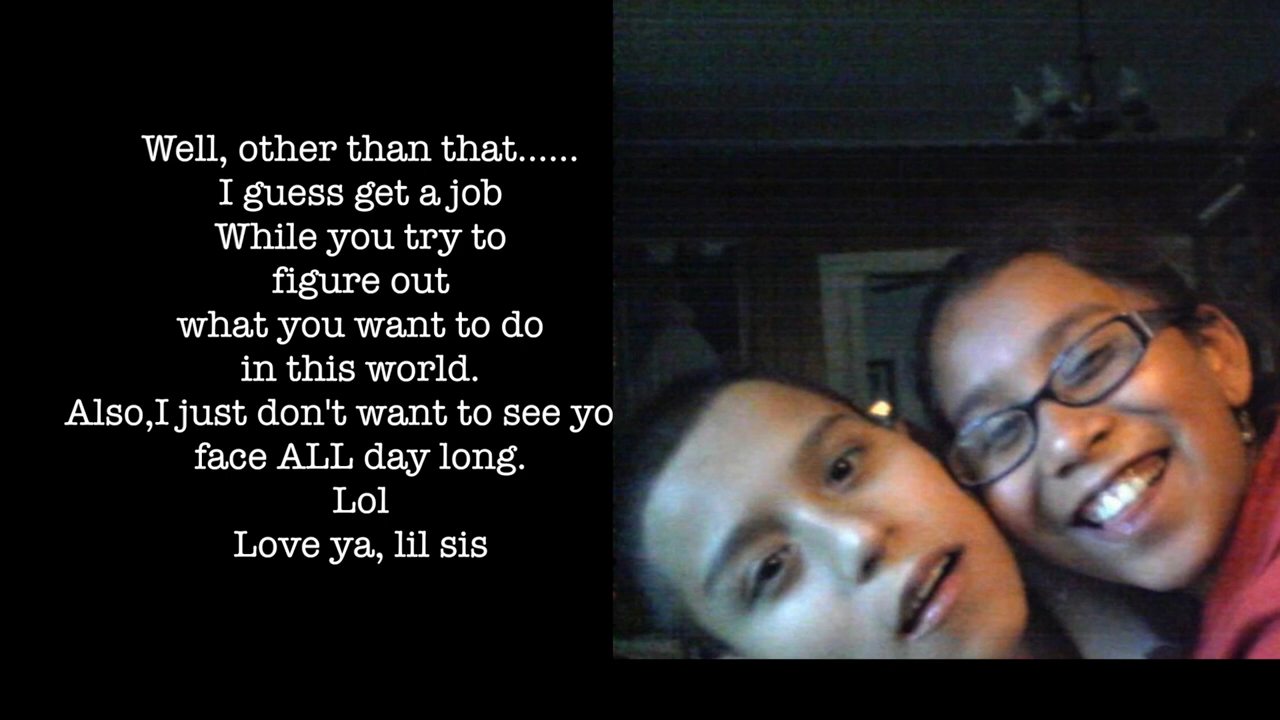 Well, other than that......
I guess get a job
While you try to
figure out
what you want to do
in this world.
Also,I just don't want to see yo
face ALL day long.
Lol
Love ya, lil sis